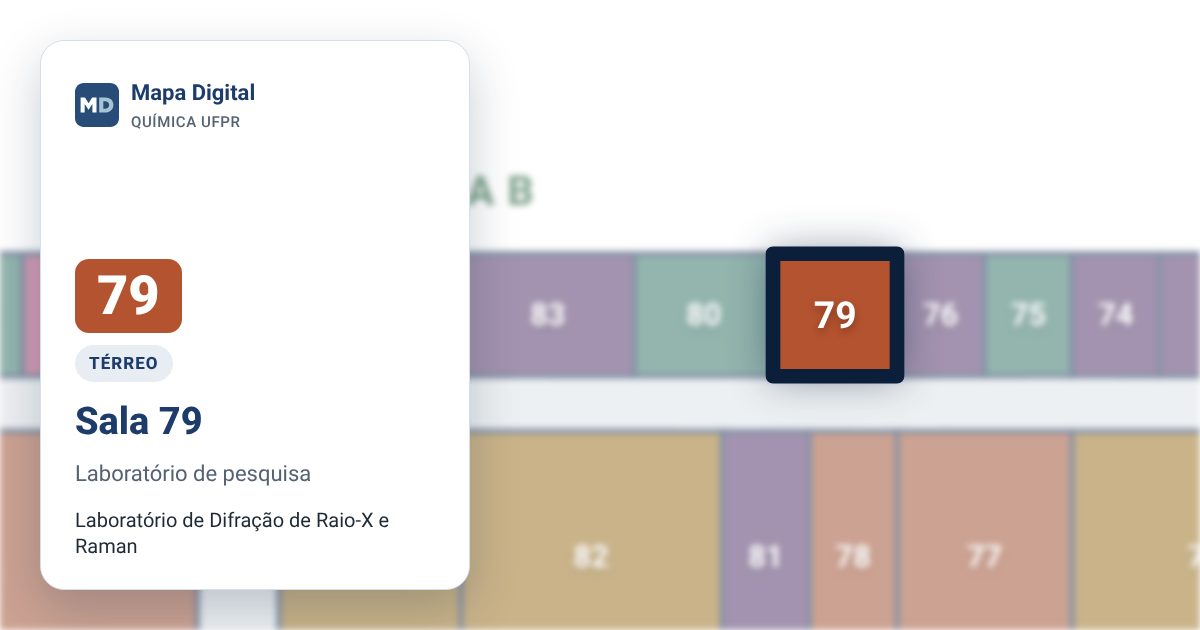 MD
Mapa Digital
QUÍMICA UFPR
A B
79
TÉRREO
Sala 79
Laboratório de pesquisa
Laboratório de Difração de Raio-X e
Raman
83 80 79 76 75 74
82 81 78 77